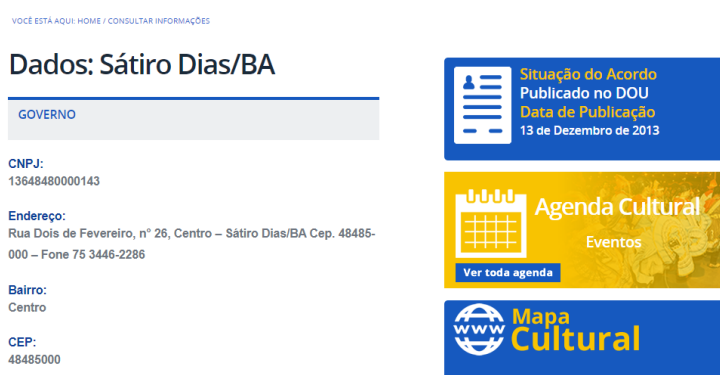 VOCÊ ESTÁ AQUI: HOME / CONSULTAR INFORMAÇÕES
Dados: Sátiro Dias/BA
GOVERNO
CNPJ:
13648480000143
Endereço:
Rua Dois de Fevereiro, n° 26, Centro – Sátiro Dias/BA Cep. 48485-
000 – Fone 75 3446-2286
Bairro:
Centro
CEP:
48485000
Situação do Acordo
Publicado no DOU
Data de Publicação
13 de Dezembro de 2013
Agenda Cultural
Eventos
Ver toda agenda
www
Mapa
Cultural